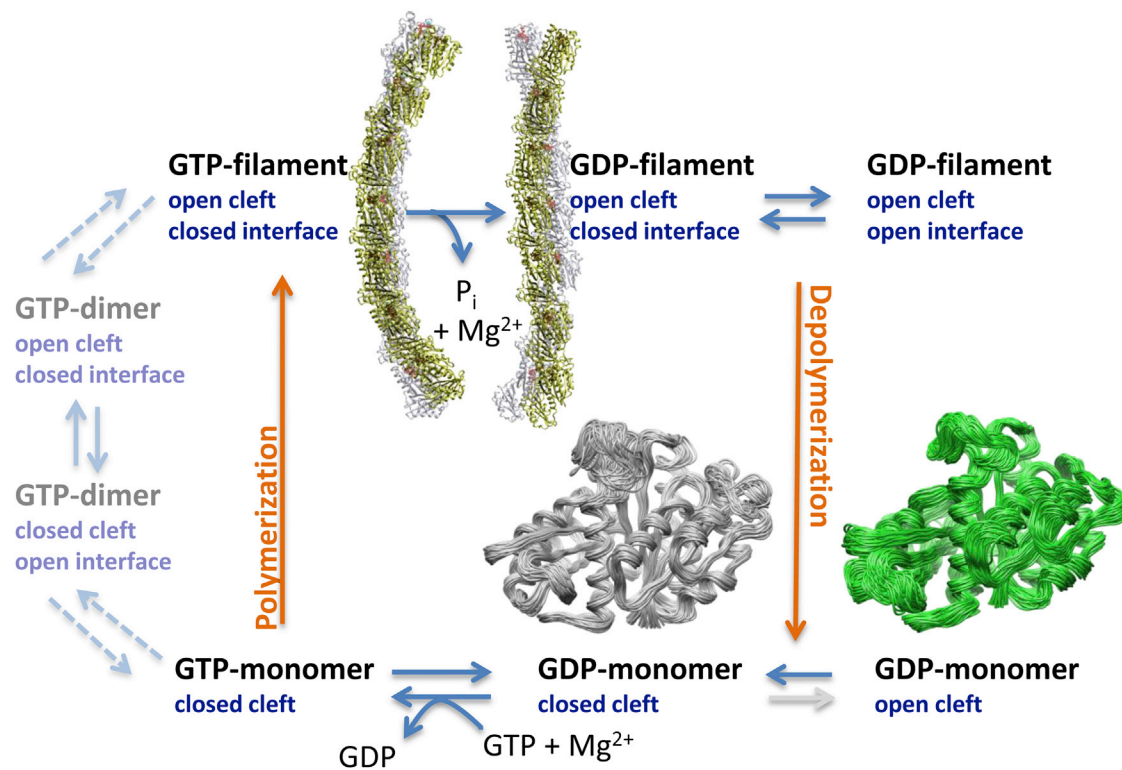 GTP-filament
open cleft
closed interface
GDP-filament
open cleft
closed interface
GDP-filament
open cleft
open interface
Pi
+ Mg2+
GTP-dimer
open cleft
closed interface
GTP-dimer
closed cleft
open interface
Polymerization
Depolymerization
GTP-monomer
closed cleft
GDP-monomer
closed cleft
GDP-monomer
open cleft
GDP
GTP + Mg2+